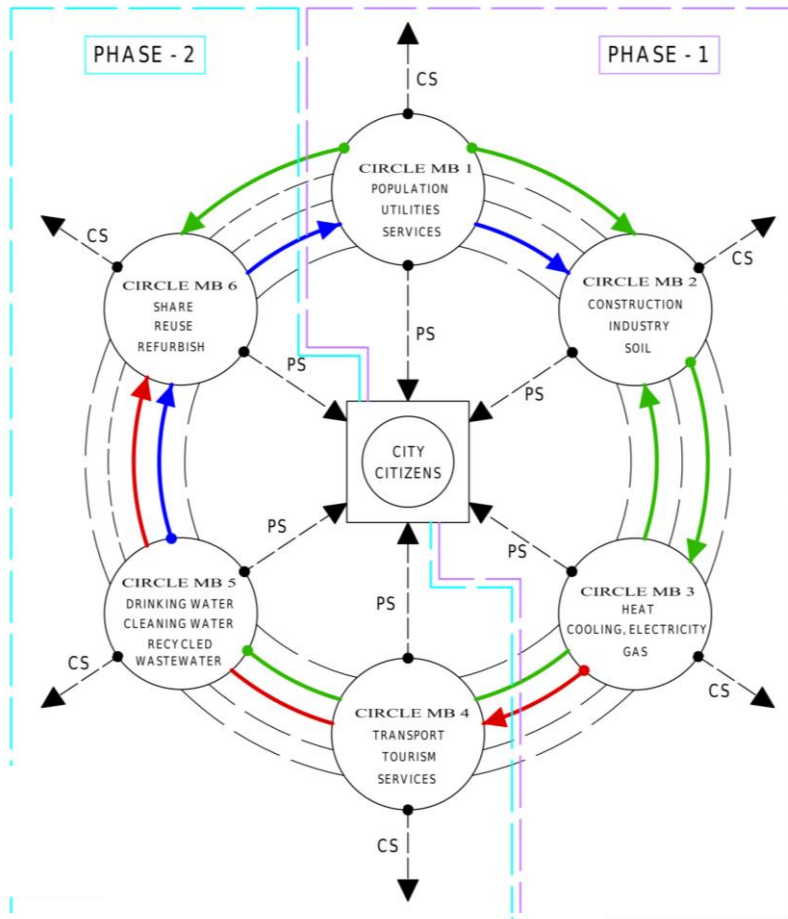 PHASE - 2
PHASE - 1
CS
CIRCLE MB 1
POPULATION
UTILITIES
SERVICES
CS
CIRCLE MB 6
SHARE
REUSE
REFURBISH
CS
CIRCLE MB 2
CONSTRUCTION
INDUSTRY
SOIL
PS
PS
PS
CITY
CITIZENS
PS
PS
PS
CIRCLE MB 5
DRINKING WATER
CLEANING WATER
RECYCLED
WASTEWATER
CS
CIRCLE MB 3
HEAT
COOLING, ELECTRICITY
GAS
CS
CIRCLE MB 4
TRANSPORT
TOURISM
SERVICES
CS